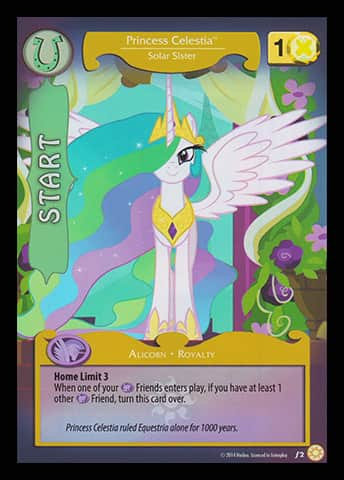 Princess Celestia™
Solar Sister
1
START
Alicorn • Royalty
Home Limit 3
When one of your Friends enters play, if you have at least 1
other Friend, turn this card over.
Princess Celestia ruled Equestria alone for 1000 years.
© 2014 Hasbro. Licensed to Enterplay. ƒ2